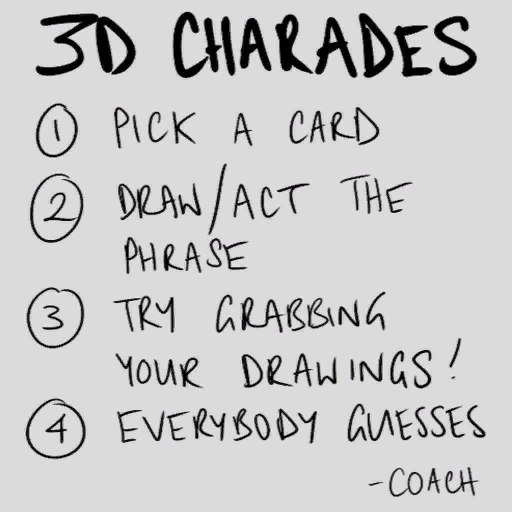 3D CHARADES
1 PICK A CARD
2 DRAW/ACT THE
PHRASE
3 TRY GRABBING
YOUR DRAWINGS!
4 EVERYBODY GUESSES
-COACH